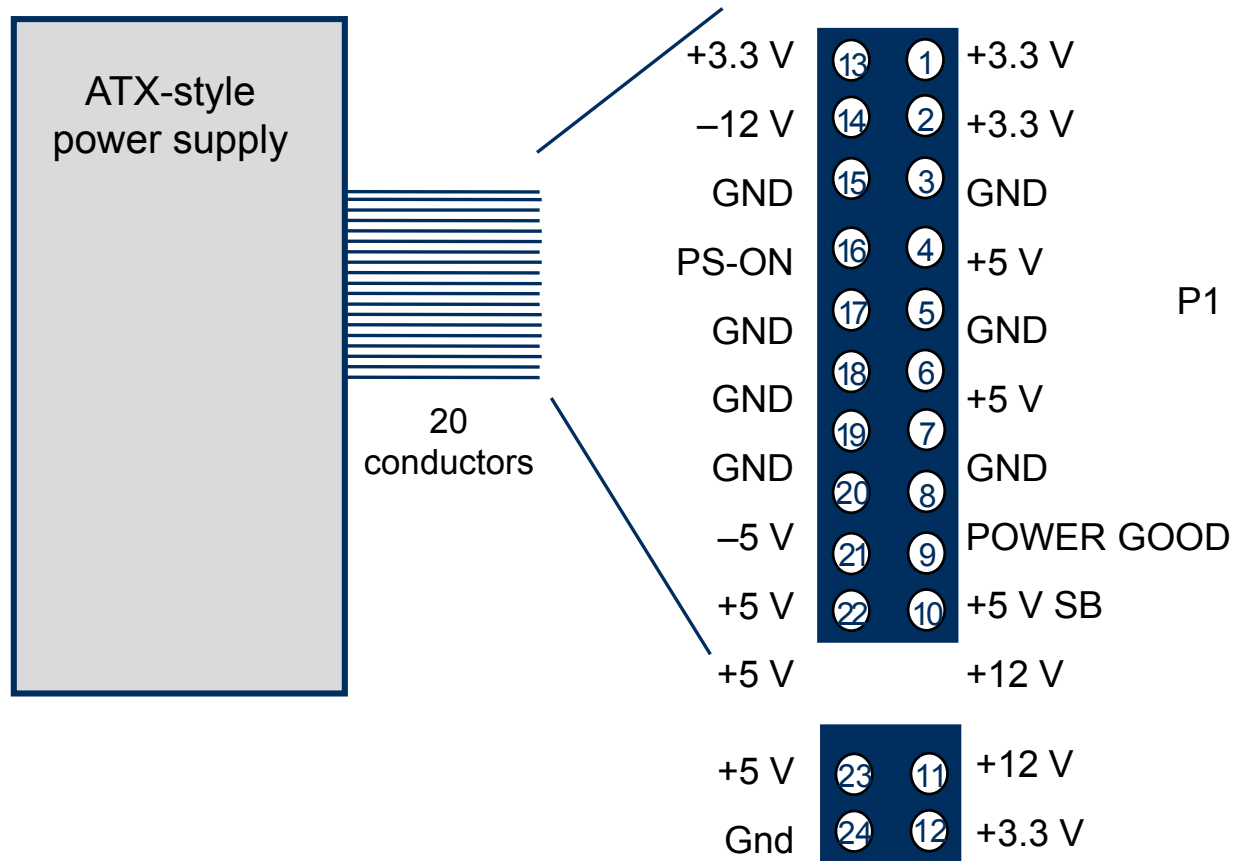 ATX-style
power supply
20
conductors
+3.3 V 13 1 +3.3 V
–12 V 14 2 +3.3 V
GND 15 3 GND
PS-ON 16 4 +5 V
GND 17 5 GND
GND 18 6 +5 V
GND 19 7 GND
–5 V 20 8 POWER GOOD
+5 V 21 9 +5 V SB
+5 V 22 10 +12 V
P1
+5 V 23 11 +12 V
Gnd 24 12 +3.3 V